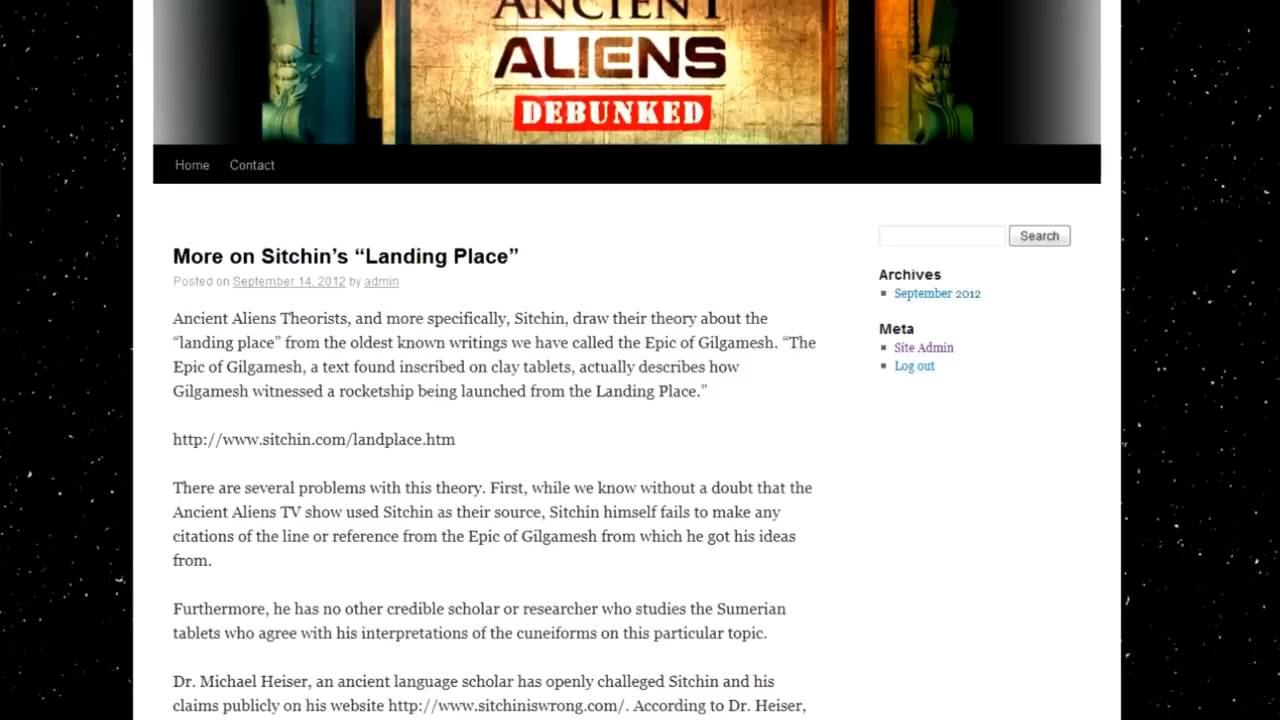 ANCIENT
ALIENS
DEBUNKED
Home Contact
Search
More on Sitchin’s “Landing Place”
Posted on September 14, 2012 by admin
Ancient Aliens Theorists, and more specifically, Sitchin, draw their theory about the
“landing place” from the oldest known writings we have called the Epic of Gilgamesh. “The
Epic of Gilgamesh, a text found inscribed on clay tablets, actually describes how
Gilgamesh witnessed a rocketship being launched from the Landing Place.”
http://www.sitchin.com/landplace.htm
There are several problems with this theory. First, while we know without a doubt that the
Ancient Aliens TV show used Sitchin as their source, Sitchin himself fails to make any
citations of the line or reference from the Epic of Gilgamesh from which he got his ideas
from.
Furthermore, he has no other credible scholar or researcher who studies the Sumerian
tablets who agree with his interpretations of the cuneiforms on this particular topic.
Dr. Michael Heiser, an ancient language scholar has openly challeged Sitchin and his
claims publicly on his website http://www.sitchiniswrong.com/. According to Dr. Heiser,
Archives
September 2012
Meta
Site Admin
Log out